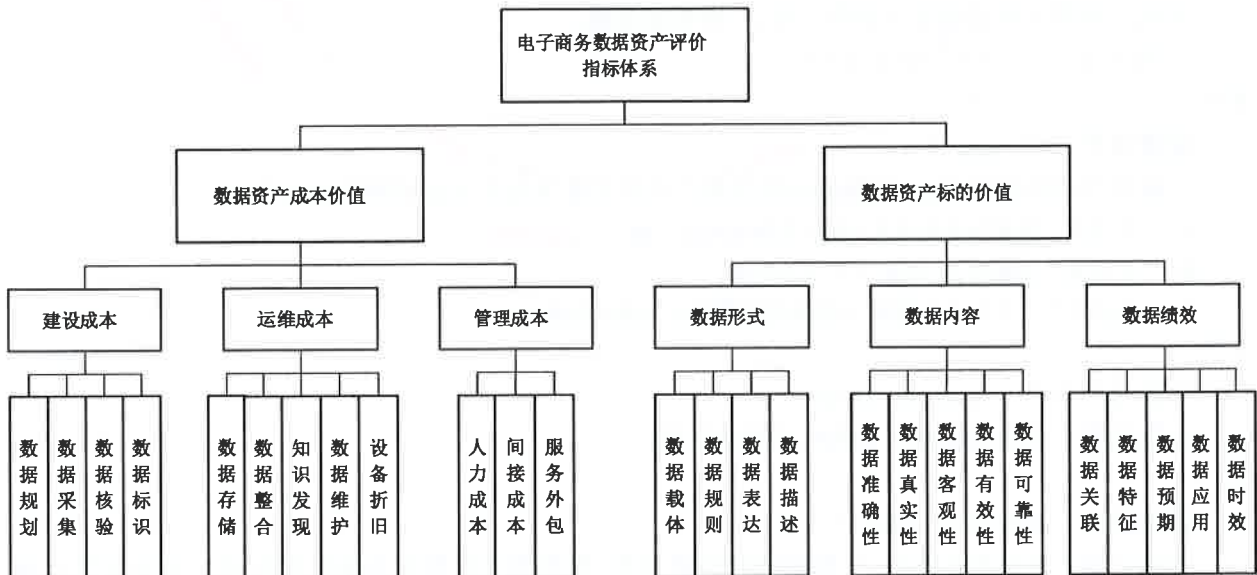 电子商务数据资产评价
指标体系
数据资产成本价值
数据资产标的价值
建设成本
运维成本
管理成本
数据形式
数据内容
数据绩效
数据规划
数据采集
数据核验
数据标识
数据存储
数据整合
知识发现
数据维护
设备折旧
人力成本
间接成本
服务外包
数据载体
数据规则
数据表达
数据描述
数据准确性
数据真实性
数据客观性
数据有效性
数据可靠性
数据关联
数据特征
数据预期
数据应用
数据时效